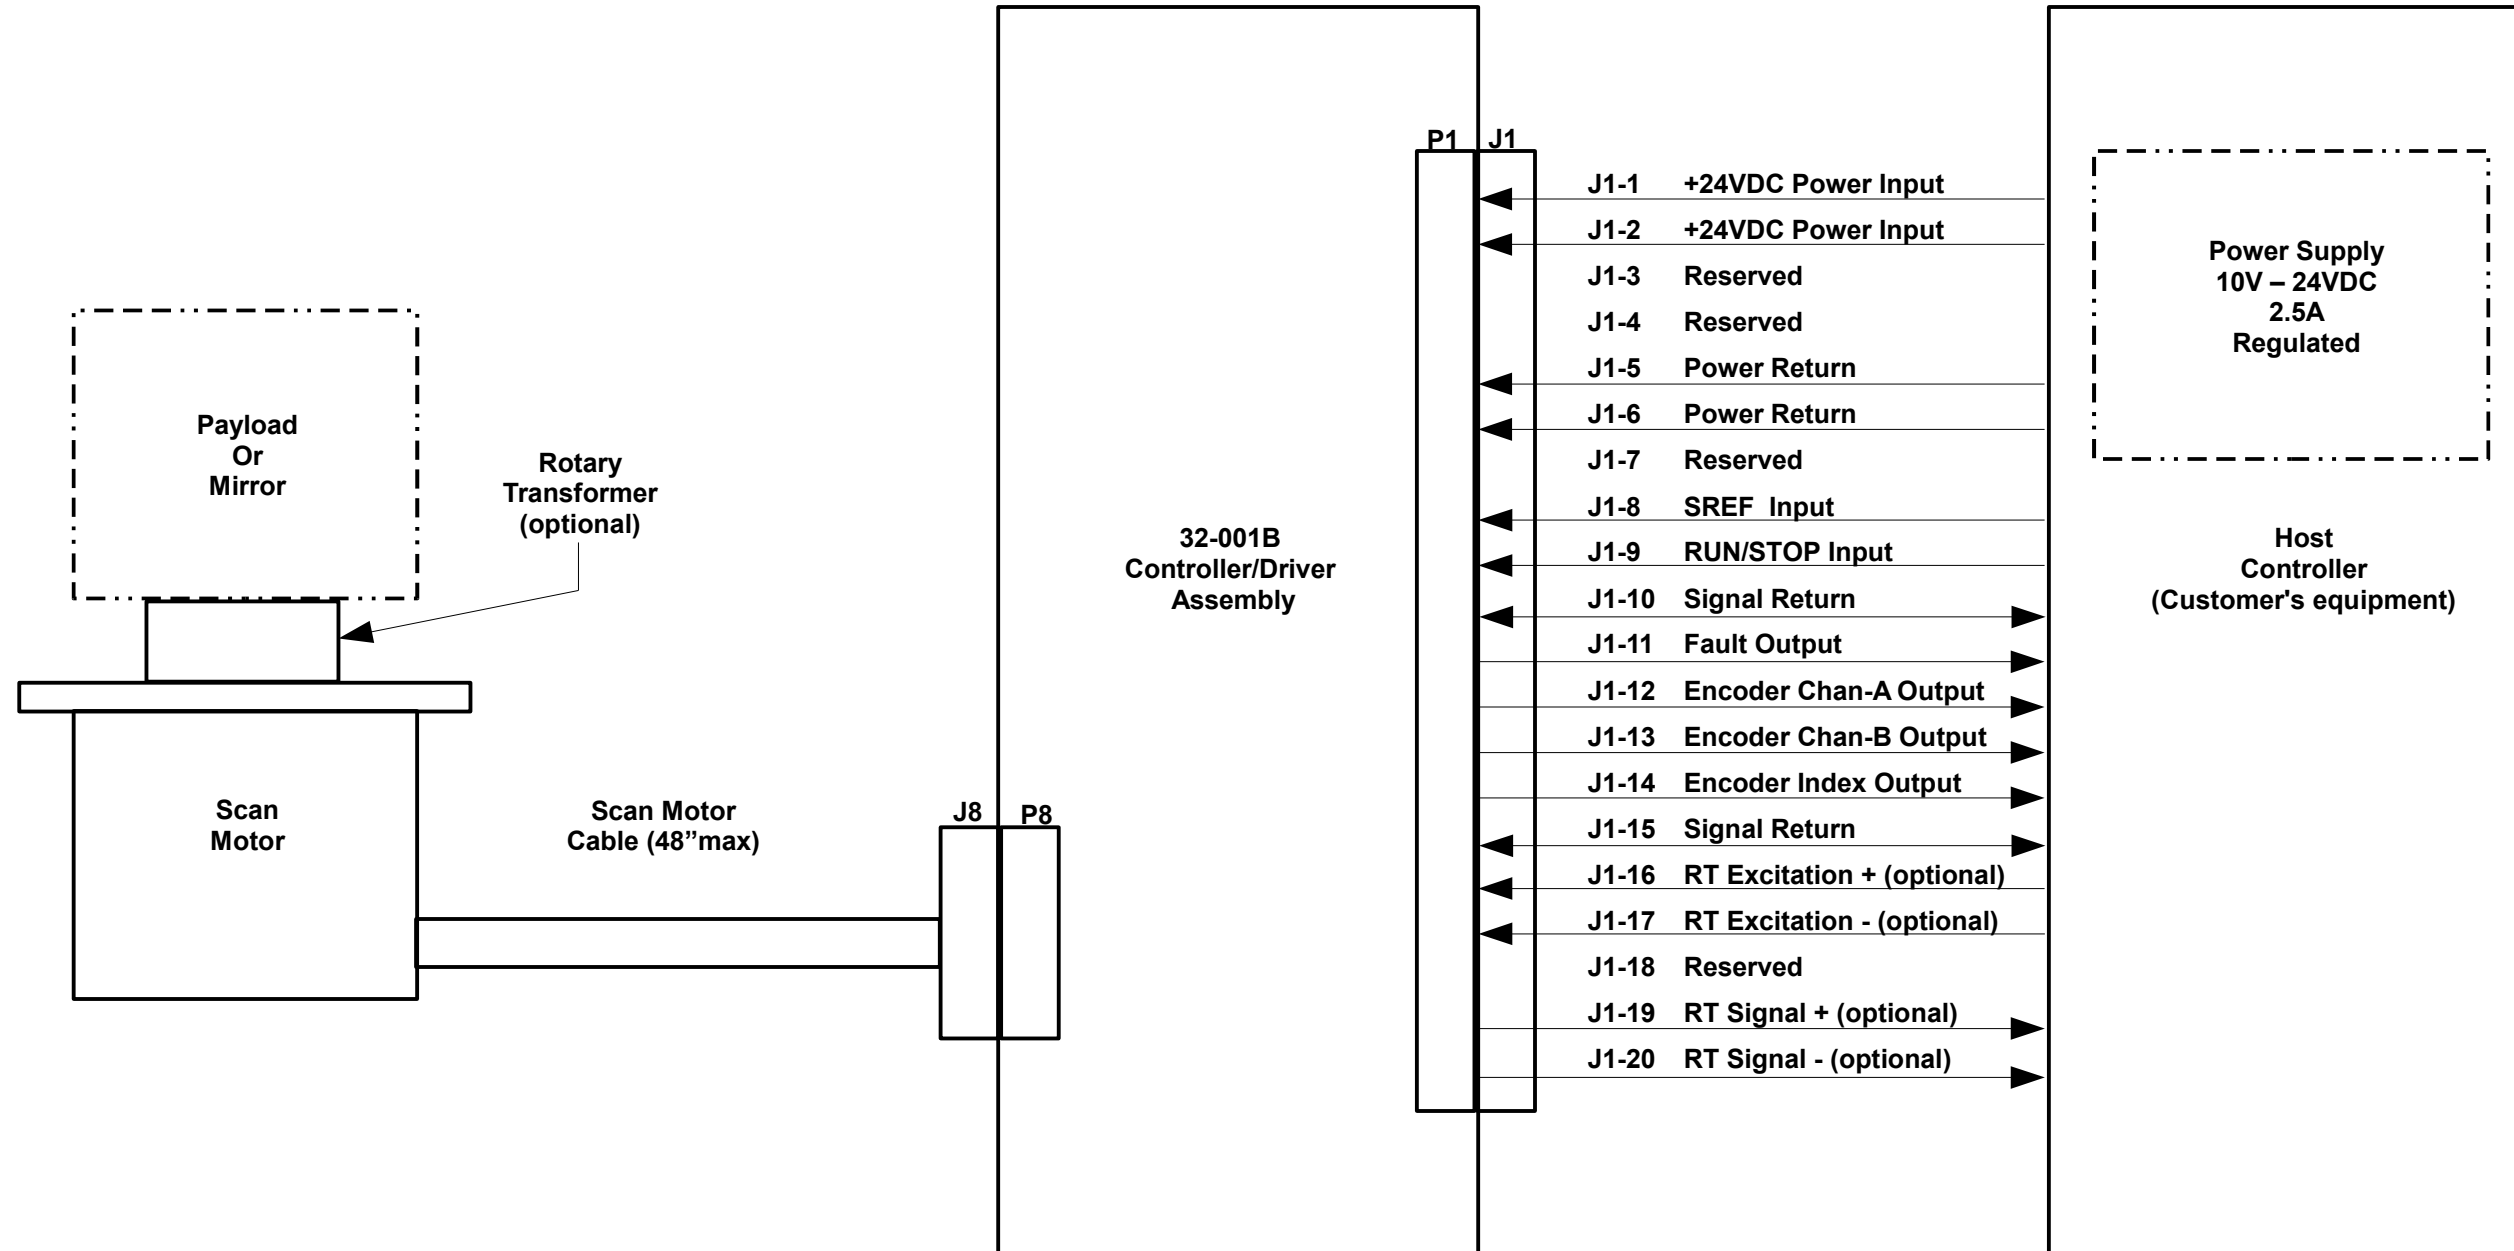 P1
J1
J1-1 +24VDC Power Input
J1-2 +24VDC Power Input
J1-3 Reserved
J1-4 Reserved
J1-5 Power Return
J1-6 Power Return
J1-7 Reserved
J1-8 SREF Input
J1-9 RUN/STOP Input
J1-10 Signal Return
J1-11 Fault Output
J1-12 Encoder Chan-A Output
J1-13 Encoder Chan-B Output
J1-14 Encoder Index Output
J1-15 Signal Return
J1-16 RT Excitation + (optional)
J1-17 RT Excitation - (optional)
J1-18 Reserved
J1-19 RT Signal + (optional)
J1-20 RT Signal - (optional)
Power Supply
10V – 24VDC
2.5A
Regulated
Host
Controller
(Customer's equipment)
32-001B
Controller/Driver
Assembly
Payload
Or
Mirror
Rotary
Transformer
(optional)
Scan
Motor
Scan Motor
Cable (48”max)
J8
P8